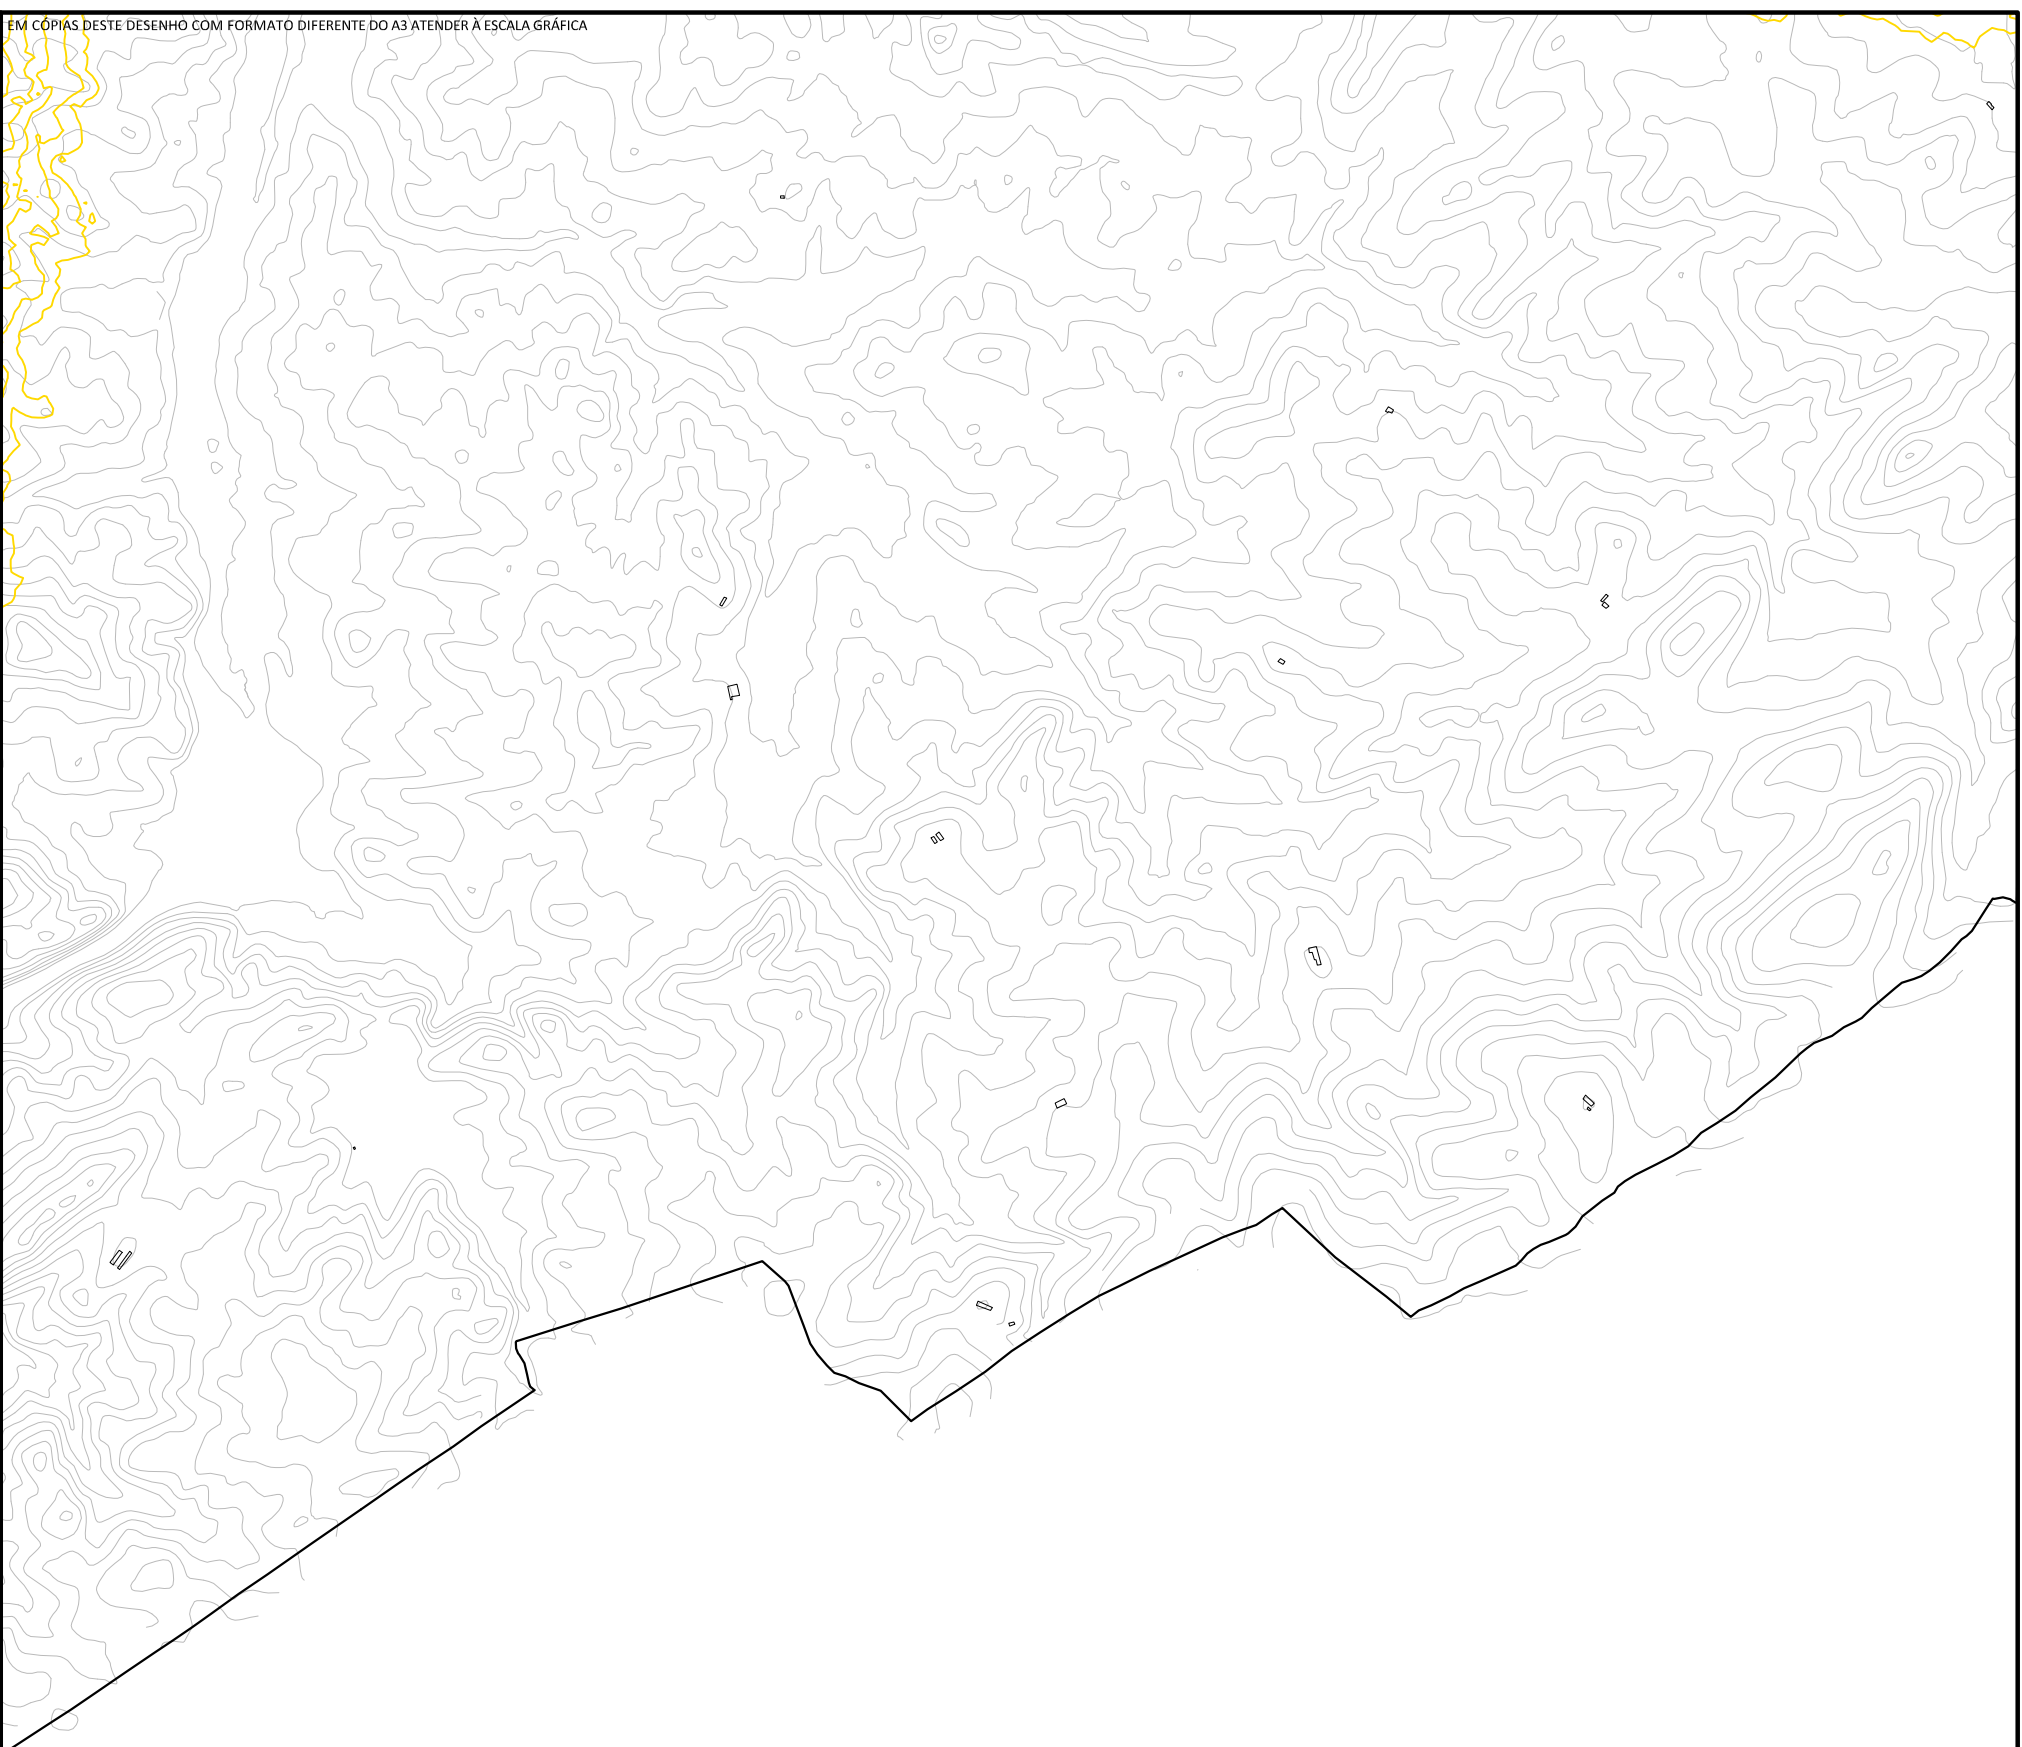 EM CÓPIAS DESTE DESENHO COM FORMATO DIFERENTE DO A3 ATENDER À ESCALA GRÁFICA